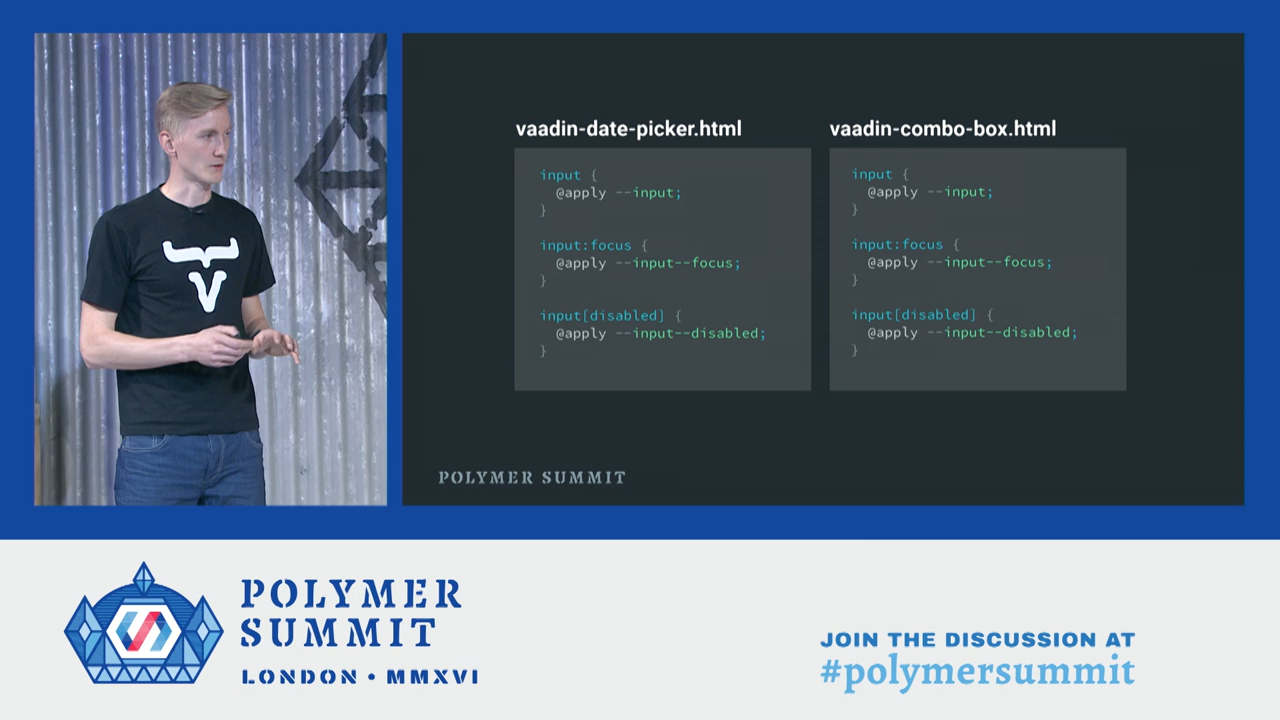 vaadin-date-picker.html
input {
  @apply --input;
}
input:focus {
  @apply --input--focus;
}
input[disabled] {
  @apply --input--disabled;
}
vaadin-combo-box.html
input {
  @apply --input;
}
input:focus {
  @apply --input--focus;
}
input[disabled] {
  @apply --input--disabled;
}
POLYMER SUMMIT
POLYMER
SUMMIT
LONDON • MMXVI
JOIN THE DISCUSSION AT
#polymersummit